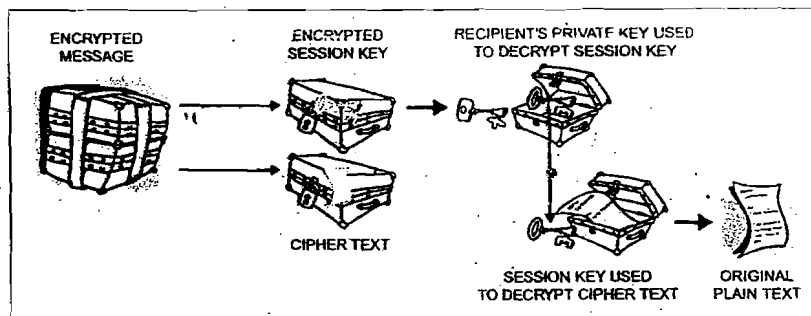 ENCRYPTED
MESSAGE
ENCRYPTED
SESSION KEY
RECIPIENT'S PRIVATE KEY USED
TO DECRYPT SESSION KEY
CIPHER TEXT
SESSION KEY USED
TO DECRYPT CIPHER TEXT
ORIGINAL
PLAIN TEXT